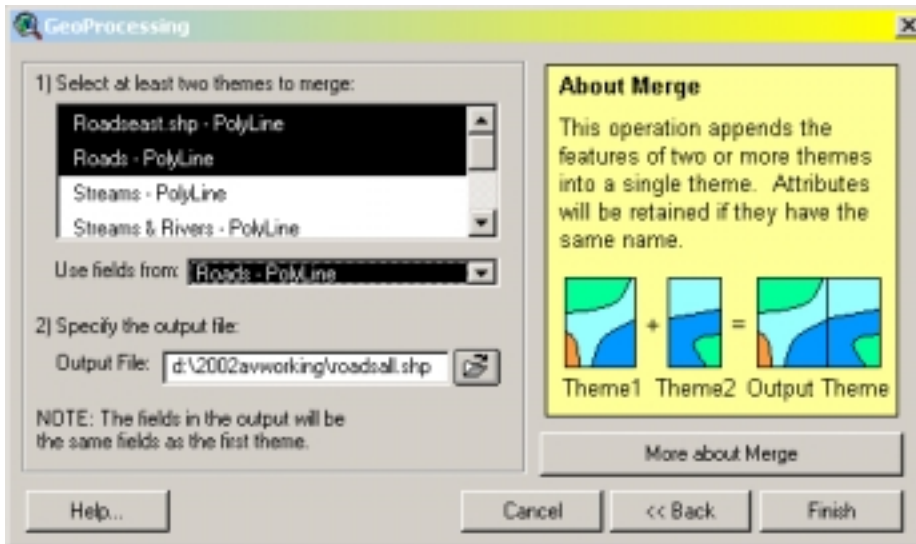 GeoProcessing
1) Select at least two themes to merge:
Roadseast.shp - PolyLine
Roads - PolyLine
Streams - PolyLine
Streams & Rivers - PolyLine
Use fields from: Roads - PolyLine
2) Specify the output file:
Output File: d:\2002avworking\roadsall.shp
NOTE: The fields in the output will be
the same fields as the first theme.
About Merge
This operation appends the
features of two or more themes
into a single theme. Attributes
will be retained if they have the
same name.
+ =
Theme1 Theme2 Output Theme
More about Merge
Help... Cancel << Back Finish